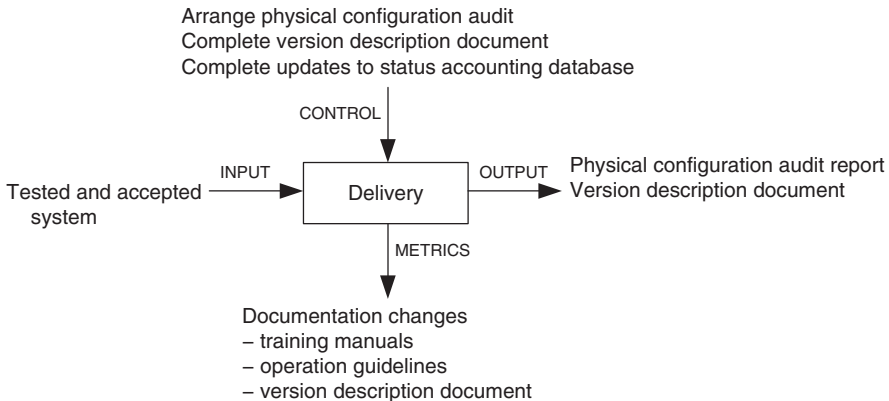 Arrange physical configuration audit
Complete version description document
Complete updates to status accounting database
CONTROL
INPUT
OUTPUT
Tested and accepted
system
Delivery
Physical configuration audit report
Version description document
METRICS
Documentation changes
– training manuals
– operation guidelines
– version description document